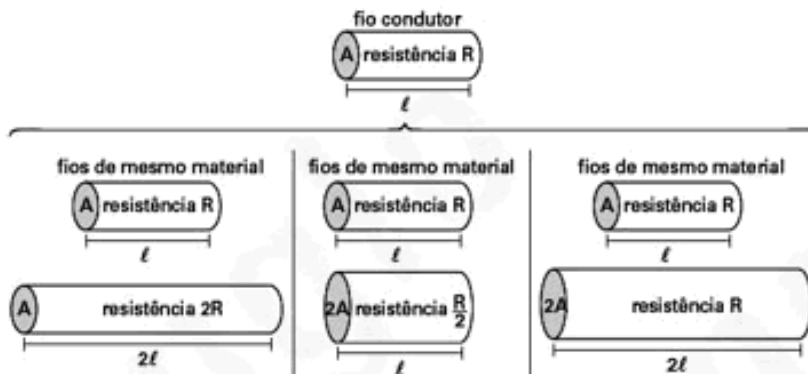 fio condutor
A resistência R
ℓ
fios de mesmo material
A resistência R
ℓ
A resistência 2R
2ℓ
fios de mesmo material
A resistência R
ℓ
2A resistência R/2
ℓ
fios de mesmo material
A resistência R
ℓ
2A resistência R
2ℓ